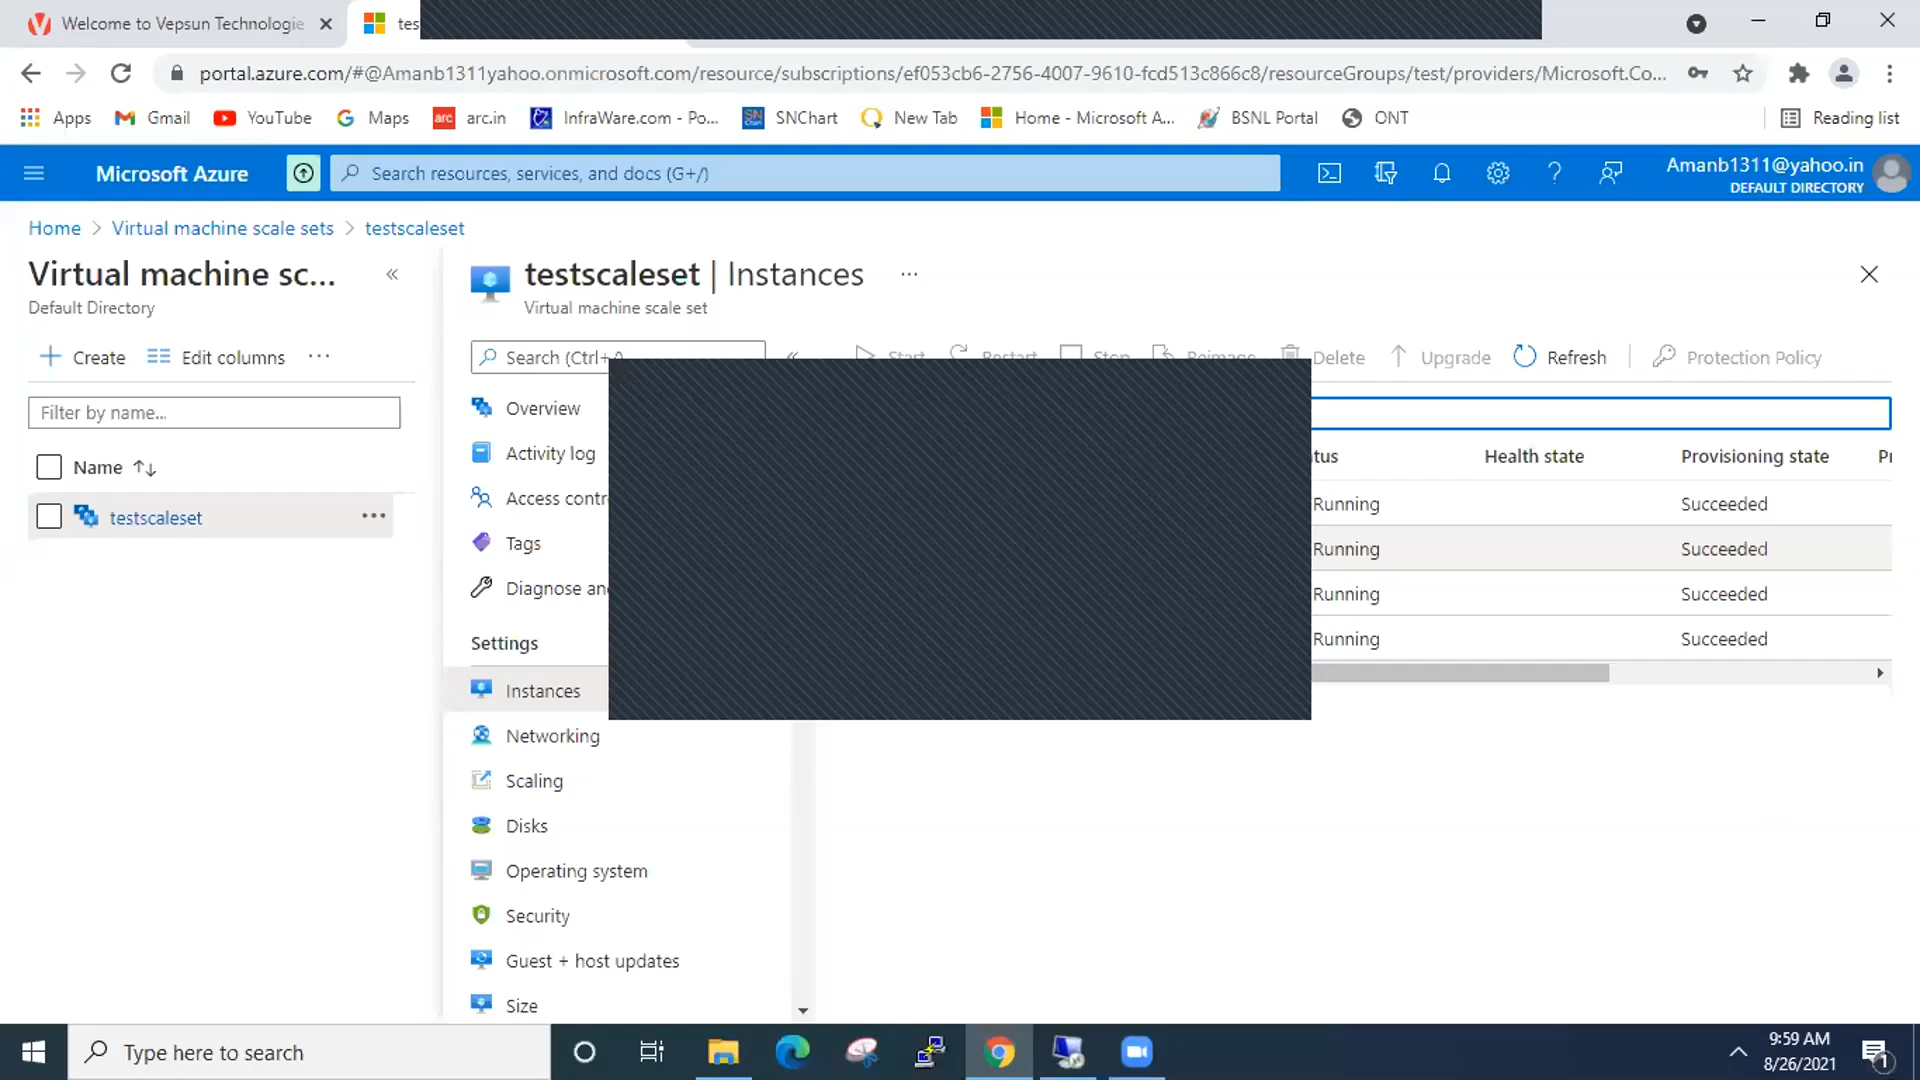 Welcome to Vepsun Technologie
tes
portal.azure.com/#@Amanb1311yahoo.onmicrosoft.com/resource/subscriptions/ef053cb6-2756-4007-9610-fcd513c866c8/resourceGroups/test/providers/Microsoft.Co...
Apps Gmail YouTube Maps arc.in InfraWare.com - Po... SNChart New Tab Home - Microsoft A... BSNL Portal ONT Reading list
Microsoft Azure Search resources, services, and docs (G+/) Amanb1311@yahoo.in
DEFAULT DIRECTORY
Home > Virtual machine scale sets > testscaleset
Virtual machine sc... «
Default Directory
testscaleset | Instances ...
Virtual machine scale set
+ Create Edit columns ...
Search (Ctrl+/) « Start Restart Stop Reimage Delete Upgrade Refresh Protection Policy
Filter by name...
Name ↑↓
testscaleset ...
Overview
Activity log
Access contr
Tags
Diagnose an
Settings
Instances
Networking
Scaling
Disks
Operating system
Security
Guest + host updates
Size
tus Health state Provisioning state
Running Succeeded
Running Succeeded
Running Succeeded
Running Succeeded
Type here to search
9:59 AM
8/26/2021
1